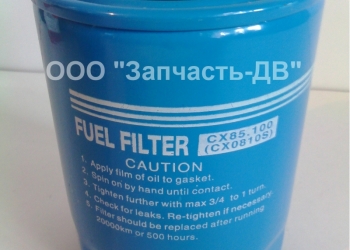 ООО "Запчасть-ДВ"
FUEL FILTER CX85.100
(CX0810S)
CAUTION
1. Apply film of oil to gasket.
2. Spin on by hand until contact.
3. Tighten further with max 3/4 to 1 turn.
4. Check for leaks. Re-tighten if necessary.
5. Filter should be replaced after running
20000km or 500 hours.